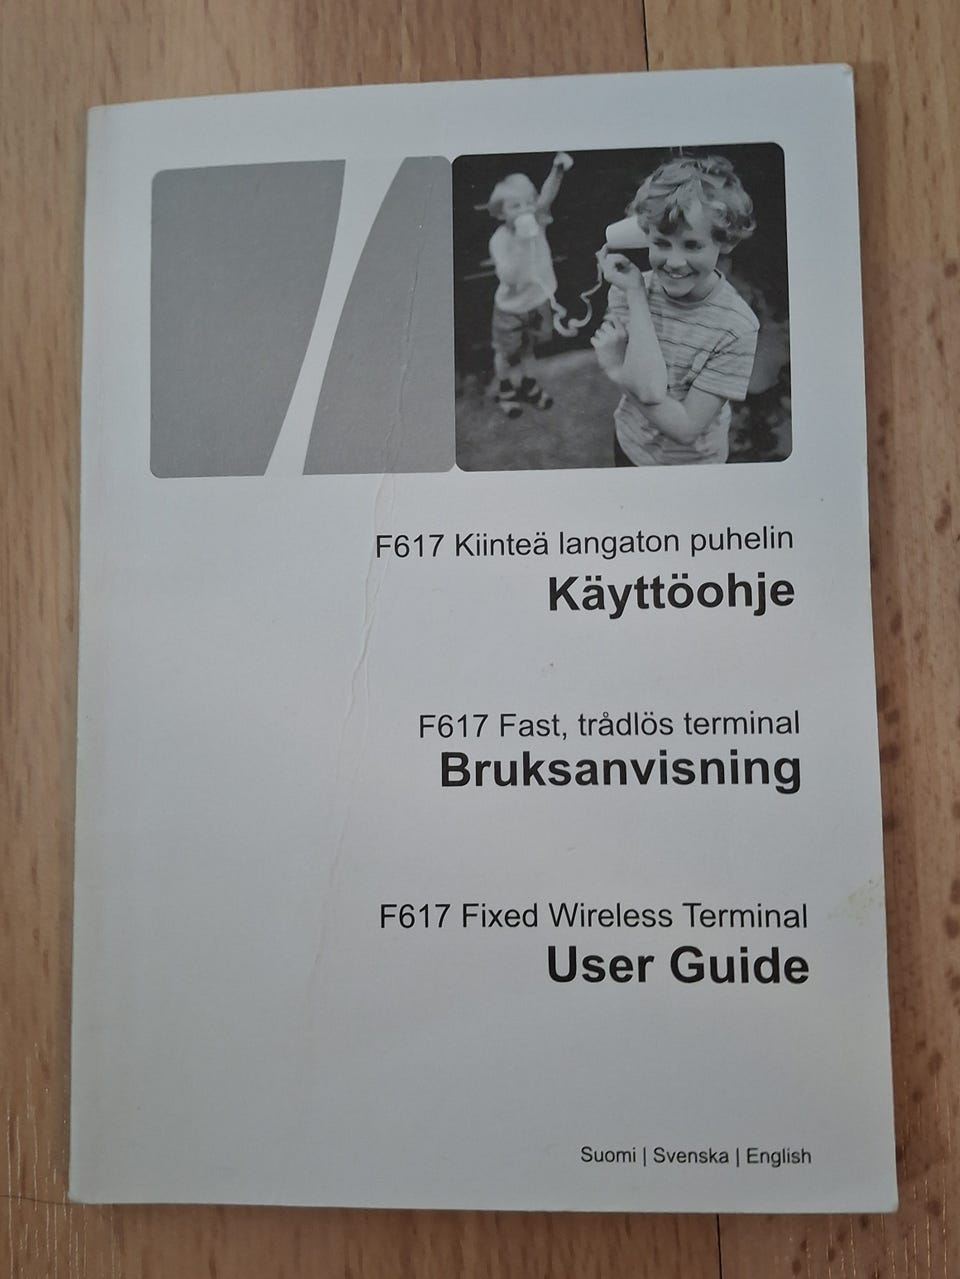 F617 Kiinteä langaton puhelin
Käyttöohje
F617 Fast, trådlös terminal
Bruksanvisning
F617 Fixed Wireless Terminal
User Guide
Suomi | Svenska | English